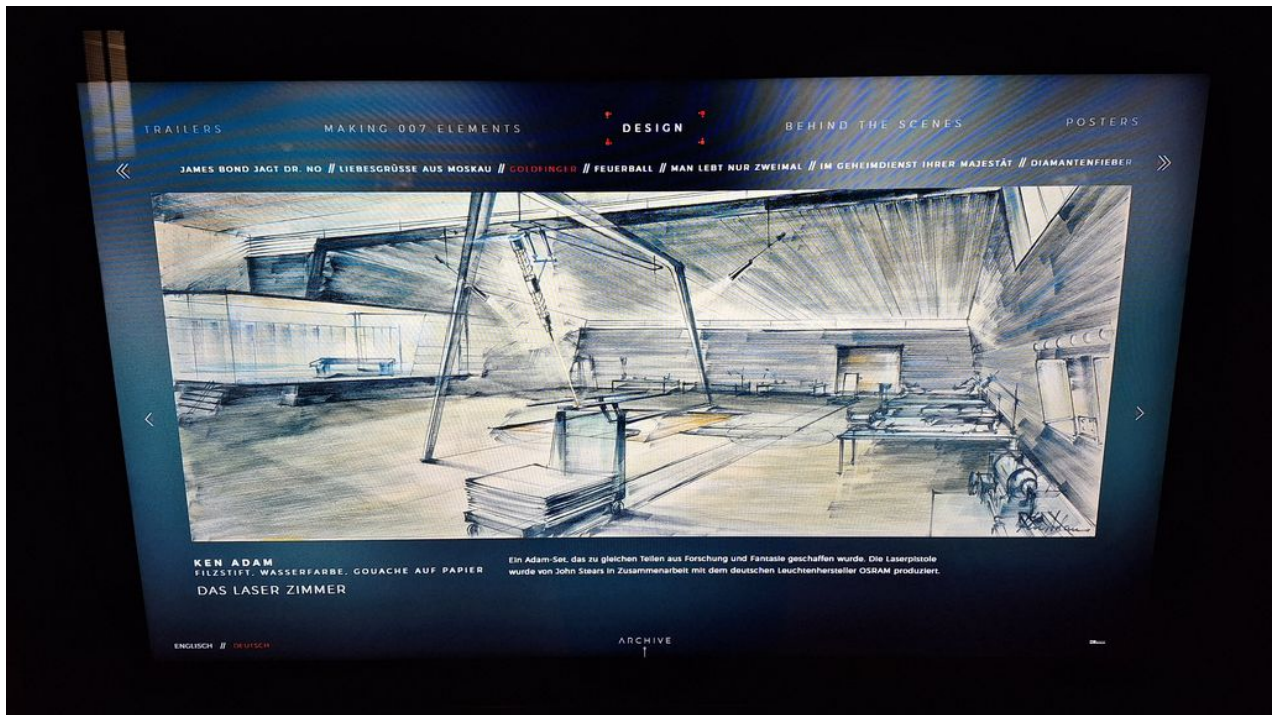 TRAILERS
MAKING 007 ELEMENTS
DESIGN
BEHIND THE SCENES
POSTERS
JAMES BOND JAGT DR. NO // LIEBESGRÜSSE AUS MOSKAU // GOLDFINGER // FEUERBALL // MAN LEBT NUR ZWEIMAL // IM GEHEIMDIENST IHRER MAJESTÄT // DIAMANTENFIEBER
KEN ADAM
FILZSTIFT, WASSERFARBE, GOUACHE AUF PAPIER
DAS LASER ZIMMER
Ein Adam-Set, das zu gleichen Teilen aus Forschung und Fantasie geschaffen wurde. Die Laserpistole
wurde von John Stears in Zusammenarbeit mit dem deutschen Leuchtenhersteller OSRAM produziert.
ENGLISCH // DEUTSCH
ARCHIVE